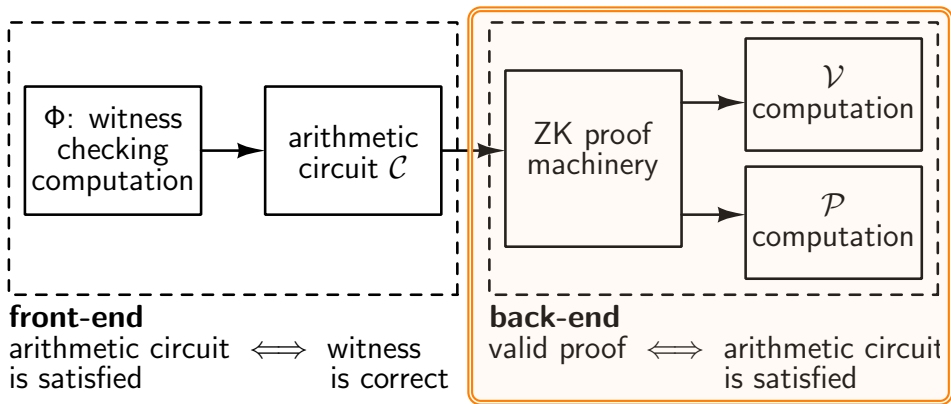 Φ: witness
checking
computation
arithmetic
circuit 𝒞
ZK proof
machinery
𝒱
computation
𝒫
computation
front-end
arithmetic circuit ⟺ witness
is satisfied is correct
back-end
valid proof ⟺ arithmetic circuit
is satisfied